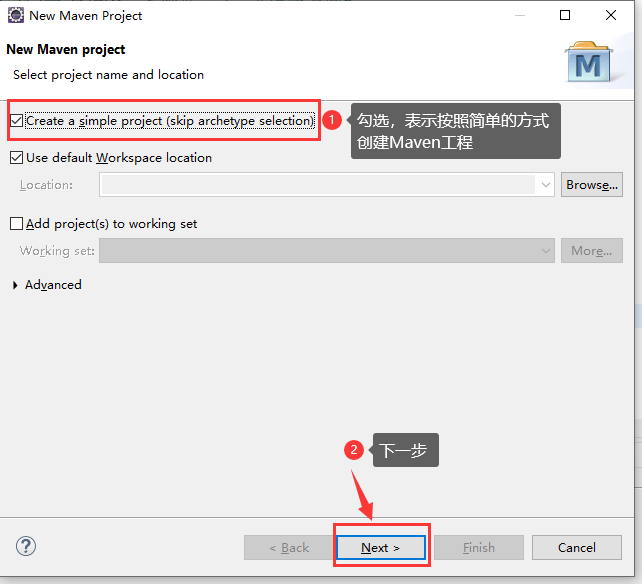 New Maven Project
New Maven project
Select project name and location
M
Create a simple project (skip archetype selection)
1
勾选，表示按照简单的方式
创建Maven工程
Use default Workspace location
Location:
Browse...
Add project(s) to working set
Working set:
More...
Advanced
2
下一步
?
< Back
Next >
Finish
Cancel